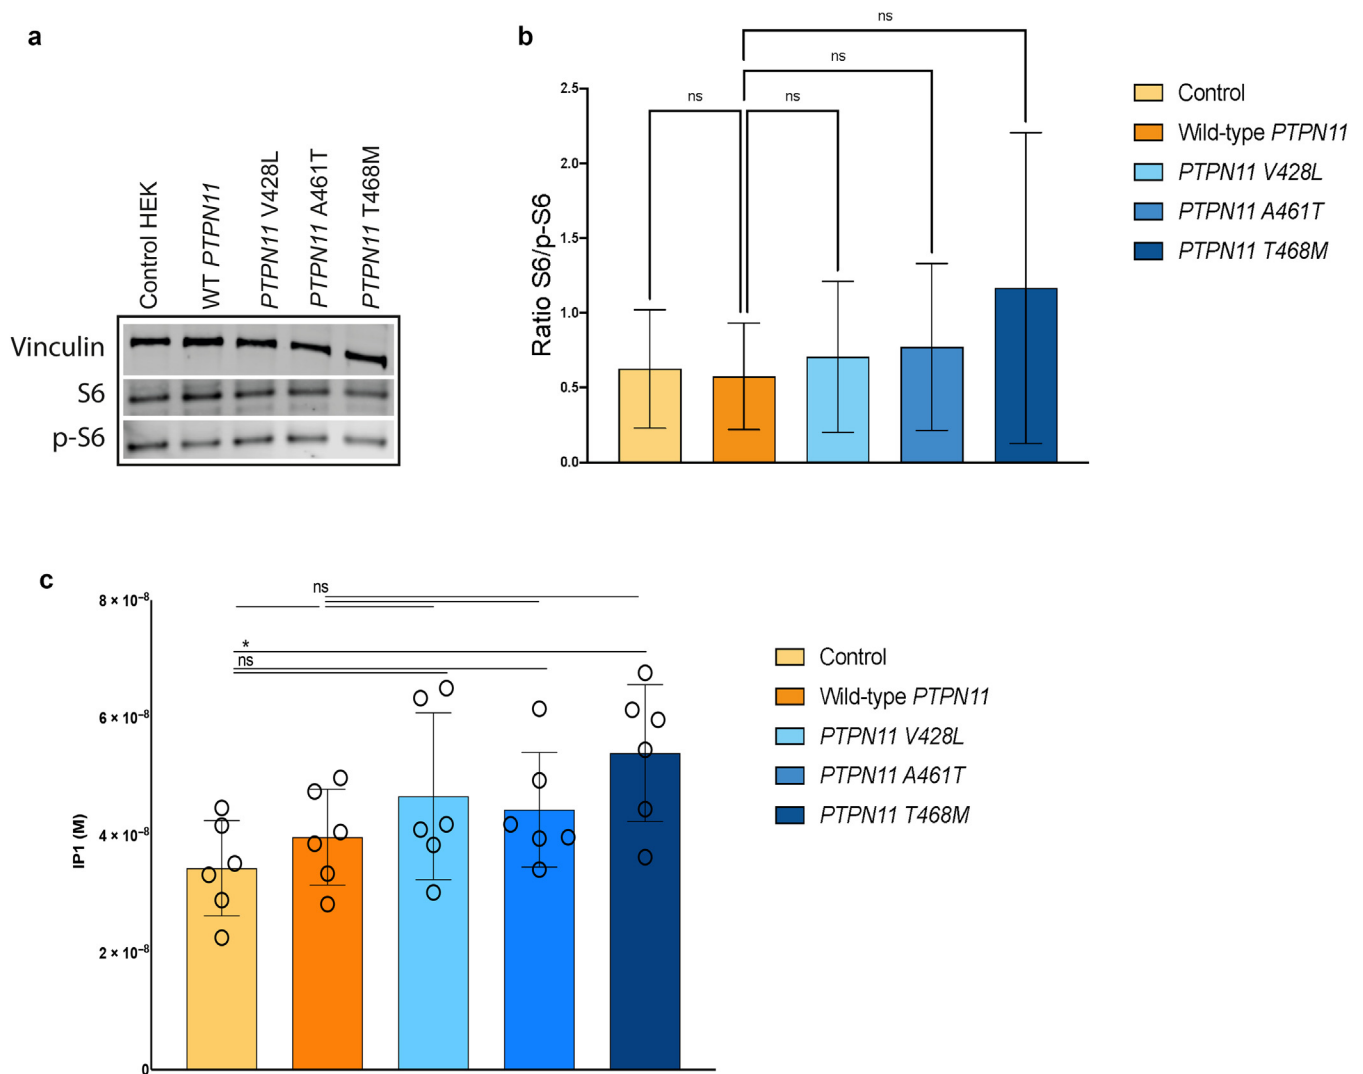 a
Control HEK
WT PTPN11
PTPN11 V428L
PTPN11 A461T
PTPN11 T468M
Vinculin
S6
p-S6
b
ns
ns
ns
ns
2.5
2.0
1.5
1.0
0.5
0.0
Ratio S6/p-S6
Control
Wild-type PTPN11
PTPN11 V428L
PTPN11 A461T
PTPN11 T468M
c
ns
*
ns
8 × 10⁻⁸
6 × 10⁻⁸
4 × 10⁻⁸
2 × 10⁻⁸
0
IP1 (M)
Control
Wild-type PTPN11
PTPN11 V428L
PTPN11 A461T
PTPN11 T468M